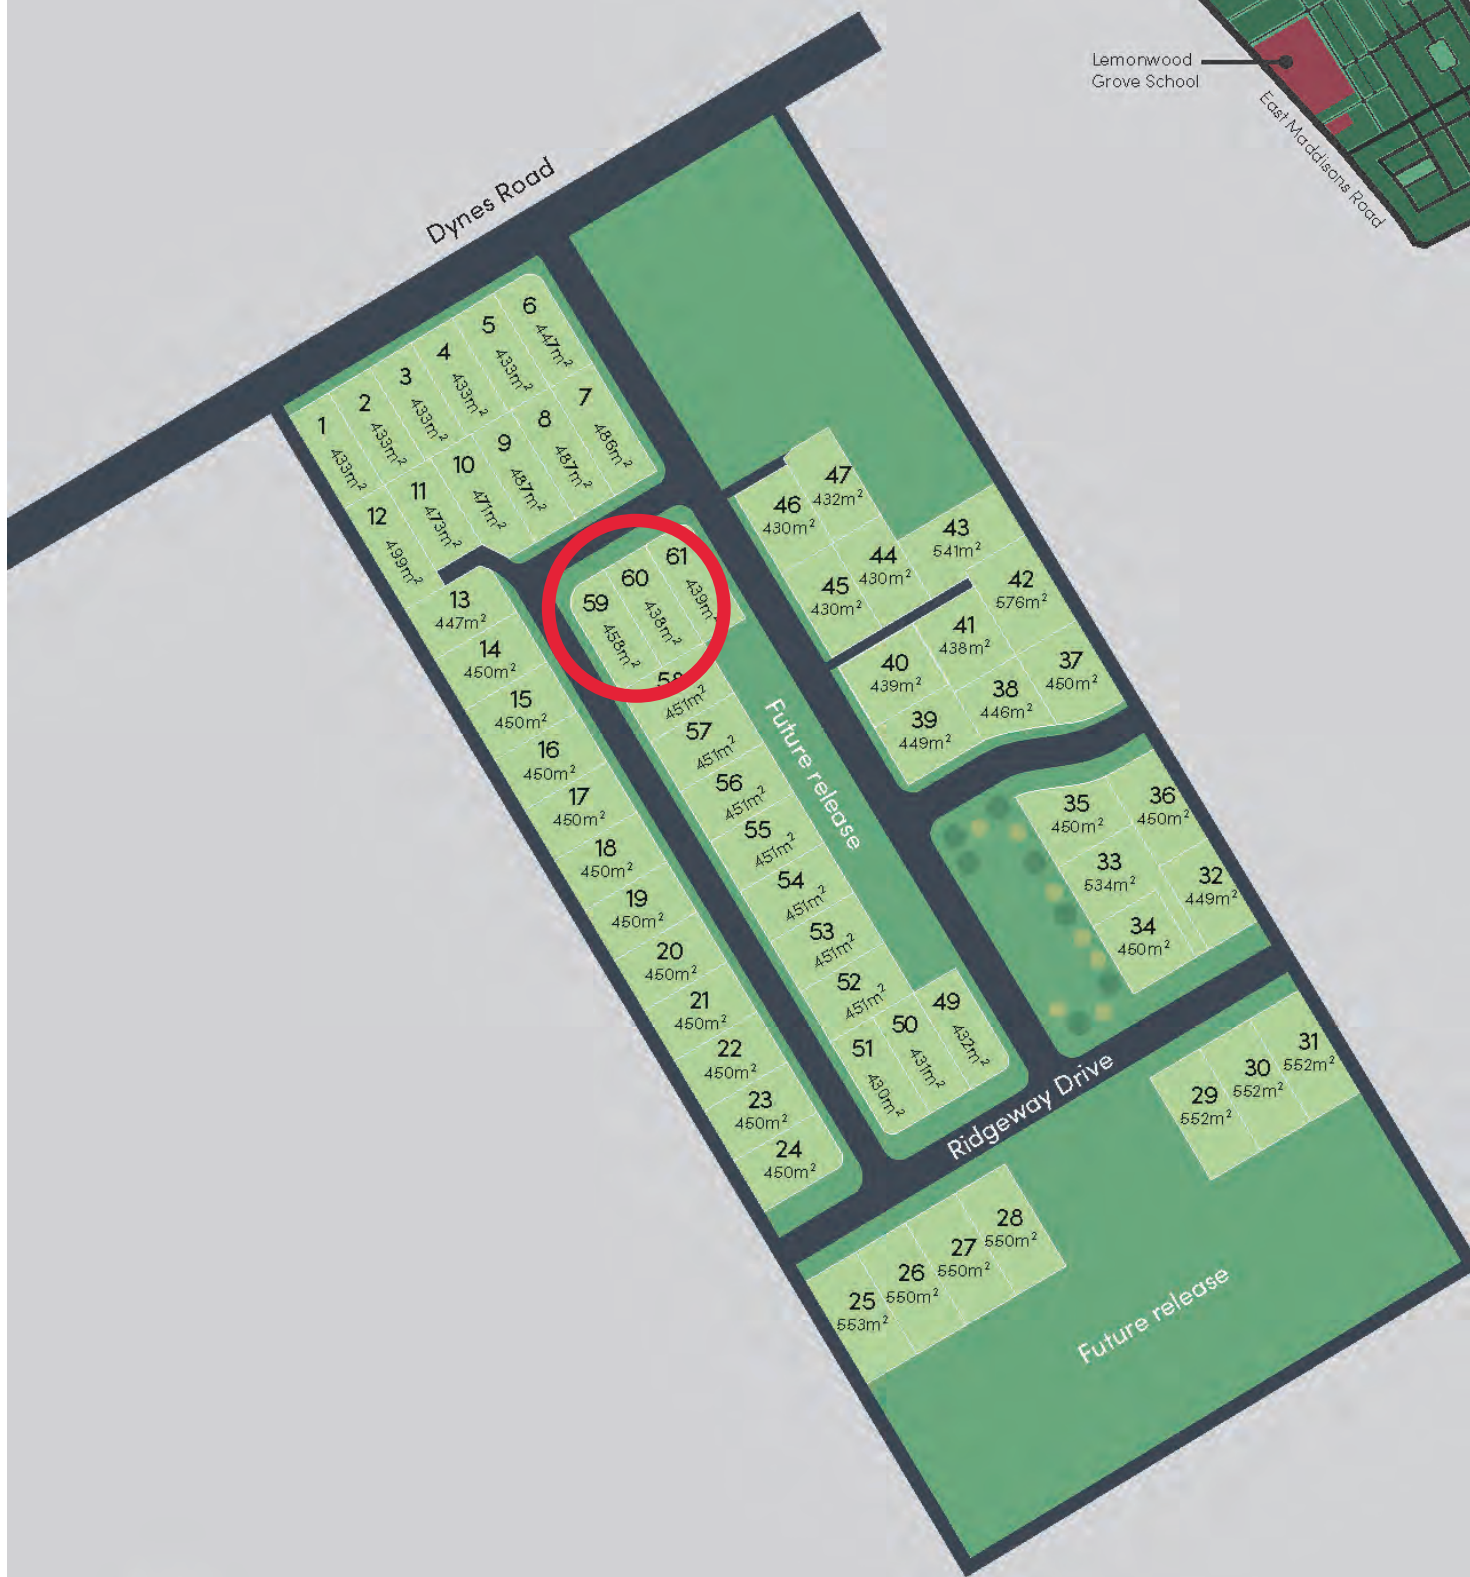 Lemonwood
Grove School
East Maddisons Road
Dynes Road
1
433m²
2
433m²
3
433m²
4
433m²
5
433m²
6
447m²
7
486m²
8
487m²
9
487m²
10
471m²
11
473m²
12
499m²
13
447m²
14
450m²
15
450m²
16
450m²
17
450m²
18
450m²
19
450m²
20
450m²
21
450m²
22
450m²
23
450m²
24
450m²
59
458m²
60
438m²
61
439m²
58
451m²
57
451m²
56
451m²
55
451m²
54
451m²
53
451m²
52
451m²
51
430m²
50
431m²
49
432m²
Future release
47
432m²
46
430m²
45
430m²
44
430m²
43
541m²
42
576m²
41
438m²
40
439m²
39
449m²
38
446m²
37
450m²
36
450m²
35
450m²
33
534m²
32
449m²
34
450m²
Ridgeway Drive
31
552m²
30
552m²
29
552m²
28
550m²
27
550m²
26
550m²
25
553m²
Future release